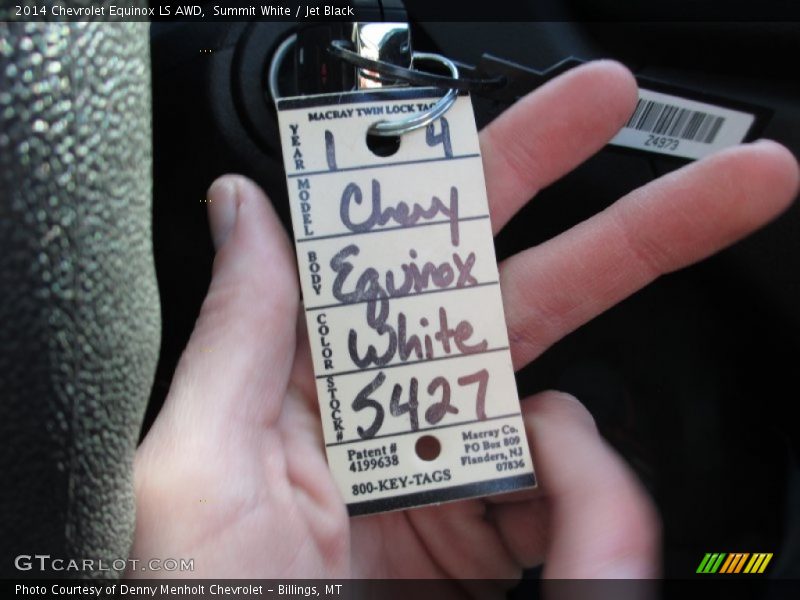 2014 Chevrolet Equinox LS AWD,  Summit White / Jet Black
MACRAY TWIN LOCK TAG
YEAR 1 4
MODEL Chevy
BODY Equinox
COLOR White
STOCK# 5427
Patent #
4199638
Macray Co.
PO Box 809
Flanders, NJ
07836
800-KEY-TAGS
24973
GTCARLOT.COM
Photo Courtesy of Denny Menholt Chevrolet – Billings, MT